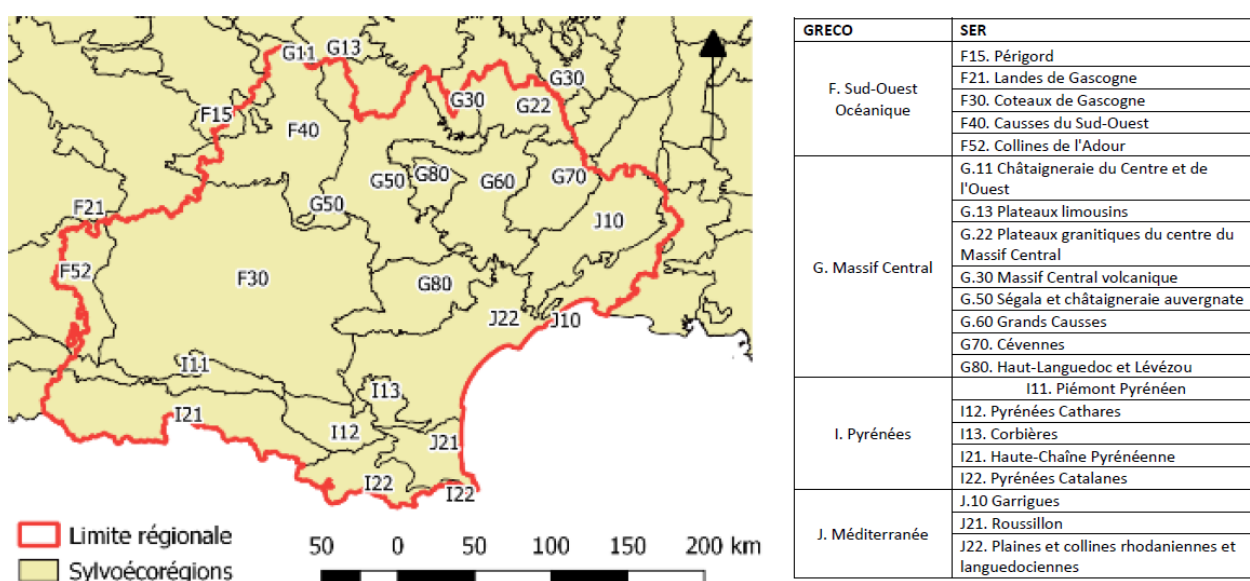 G11
G13
G30
G30
G22
F15
F40
G50
G80
G60
G70
G50
J10
F21
F52
F30
G80
J22
J10
I11
I13
I21
I12
J21
I22
I22
Limite régionale
Sylvoécorégions
50 0 50 100 150 200 km
GRECO SER
F. Sud-Ouest
Océanique
F15. Périgord
F21. Landes de Gascogne
F30. Coteaux de Gascogne
F40. Causses du Sud-Ouest
F52. Collines de l'Adour
G. Massif Central
G.11 Châtaigneraie du Centre et de
l'Ouest
G.13 Plateaux limousins
G.22 Plateaux granitiques du centre du
Massif Central
G.30 Massif Central volcanique
G.50 Ségala et châtaigneraie auvergnate
G.60 Grands Causses
G70. Cévennes
G80. Haut-Languedoc et Lévézou
I. Pyrénées
I11. Piémont Pyrénéen
I12. Pyrénées Cathares
I13. Corbières
I21. Haute-Chaîne Pyrénéenne
I22. Pyrénées Catalanes
J. Méditerranée
J.10 Garrigues
J21. Roussillon
J22. Plaines et collines rhodaniennes et
languedociennes